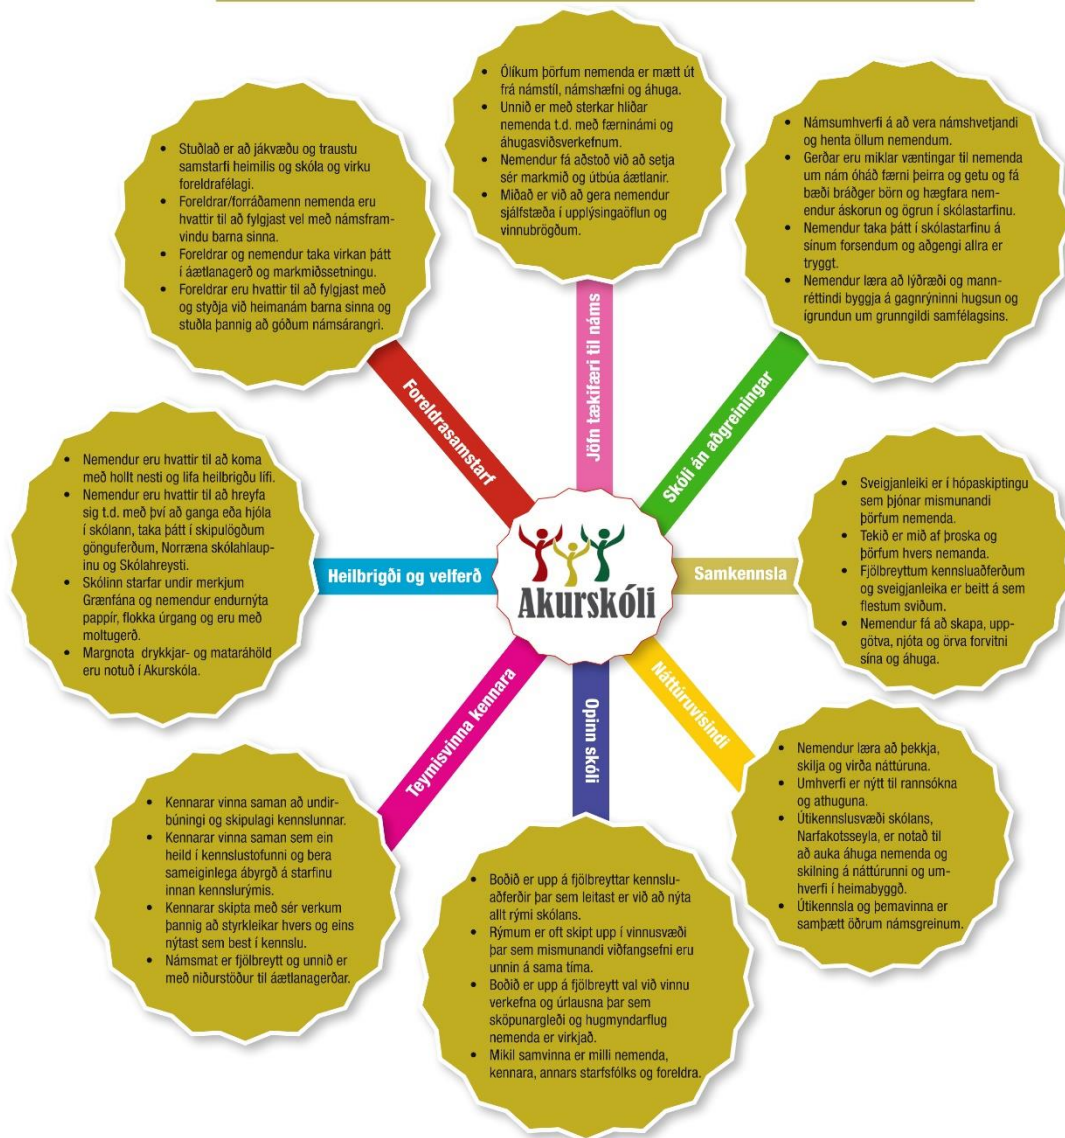 • Ólíkum þörfum nemenda er mætt út
frá námstíl, námshæfni og áhuga.
• Unnið er með sterkar hliðar
nemenda t.d. með færninámi og
áhugasviðsverkefnum.
• Nemendur fá aðstoð við að setja
sér markmið og útbúa áætlanir.
• Miðað er við að gera nemendur
sjálfstæða í upplýsingaöflun og
vinnubrögðum.
Jöfn tækifæri til náms
• Námsumhverfi á að vera námshvetjandi
og henta öllum nemendum.
• Gerðar eru miklar væntingar til nemenda
um nám óháð færni þeirra og getu og fá
bæði bráðger börn og hægfara nem-
endur áskorun og ögrun í skólastarfinu.
• Nemendur taka þátt í skólastarfinu á
sínum forsendum og aðgengi allra er
tryggt.
• Nemendur læra að lýðræði og mann-
réttindi byggja á gagnrýninni hugsun og
ígrundun um grunngildi samfélagsins.
Skóli án aðgreiningar
• Sveigjanleiki er í hópaskiptingu
sem þjónar mismunandi
þörfum nemenda.
• Tekið er mið af þroska og
þörfum hvers nemanda.
• Fjölbreyttum kennsluaðferðum
og sveigjanleika er beitt á sem
flestum sviðum.
• Nemendur fá að skapa, upp-
götva, njóta og örva forvitni
sína og áhuga.
Samkennsla
• Nemendur læra að þekkja,
skilja og virða náttúruna.
• Umhverfi er nýtt til rannsókna
og athuguna.
• Útikennslusvæði skólans,
Narfakotsseyla, er notað til
að auka áhuga nemenda og
skilning á náttúrunni og um-
hverfi í heimabyggð.
• Útikennsla og þemavinna er
samþætt öðrum námsgreinum.
Náttúruvísindi
• Boðið er upp á fjölbreyttar kennslu-
aðferðir þar sem leitast er við að nýta
allt rými skólans.
• Rýmum er oft skipt upp í vinnusvæði
þar sem mismunandi viðfangsefni eru
unnin á sama tíma.
• Boðið er upp á fjölbreytt val við vinnu
verkefna og úrlausna þar sem
sköpunargleði og hugmyndarflug
nemenda er virkjað.
• Mikil samvinna er milli nemenda,
kennara, annars starfsfólks og foreldra.
Opinn skóli
• Kennarar vinna saman að undir-
búningi og skipulagi kennslunnar.
• Kennarar vinna saman sem ein
heild í kennslustofunni og bera
sameiginlega ábyrgð á starfinu
innan kennslurýmis.
• Kennarar skipta með sér verkum
þannig að styrkleikar hvers og eins
nýtast sem best í kennslu.
• Námsmat er fjölbreytt og unnið er
með niðurstöður til áætlanagerðar.
Teymisvinna kennara
• Nemendur eru hvattir til að koma
með hollt nesti og lifa heilbrigðu lífi.
• Nemendur eru hvattir til að hreyfa
sig t.d. með því að ganga eða hjóla
í skólann, taka þátt í skipulögðum
gönguferðum, Norræna skólahlaup-
inu og Skólahreysti.
• Skólinn starfar undir merkjum
Grænfána og nemendur endurnýta
pappír, flokka úrgang og eru með
moltugerð.
• Margnota drykkjar- og mataráhöld
eru notuð í Akurskóla.
Heilbrigði og velferð
• Stuðlað er að jákvæðu og traustu
samstarfi heimilis og skóla og virku
foreldrafélagi.
• Foreldrar/forráðamenn nemenda eru
hvattir til að fylgjast vel með námsfram-
vindu barna sinna.
• Foreldrar og nemendur taka virkan þátt
í áætlanagerð og markmiðssetningu.
• Foreldrar eru hvattir til að fylgjast með
og styðja við heimanám barna sinna og
stuðla þannig að góðum námsárangri.
Foreldrasamstarf
Akurskóli